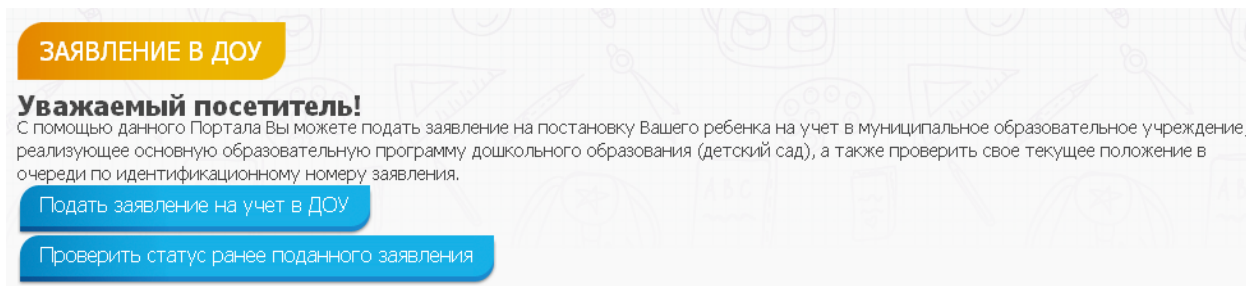 ЗАЯВЛЕНИЕ В ДОУ
Уважаемый посетитель!
С помощью данного Портала Вы можете подать заявление на постановку Вашего ребенка на учет в муниципальное образовательное учреждение,
реализующее основную образовательную программу дошкольного образования (детский сад), а также проверить свое текущее положение в
очереди по идентификационному номеру заявления.
Подать заявление на учет в ДОУ
Проверить статус ранее поданного заявления